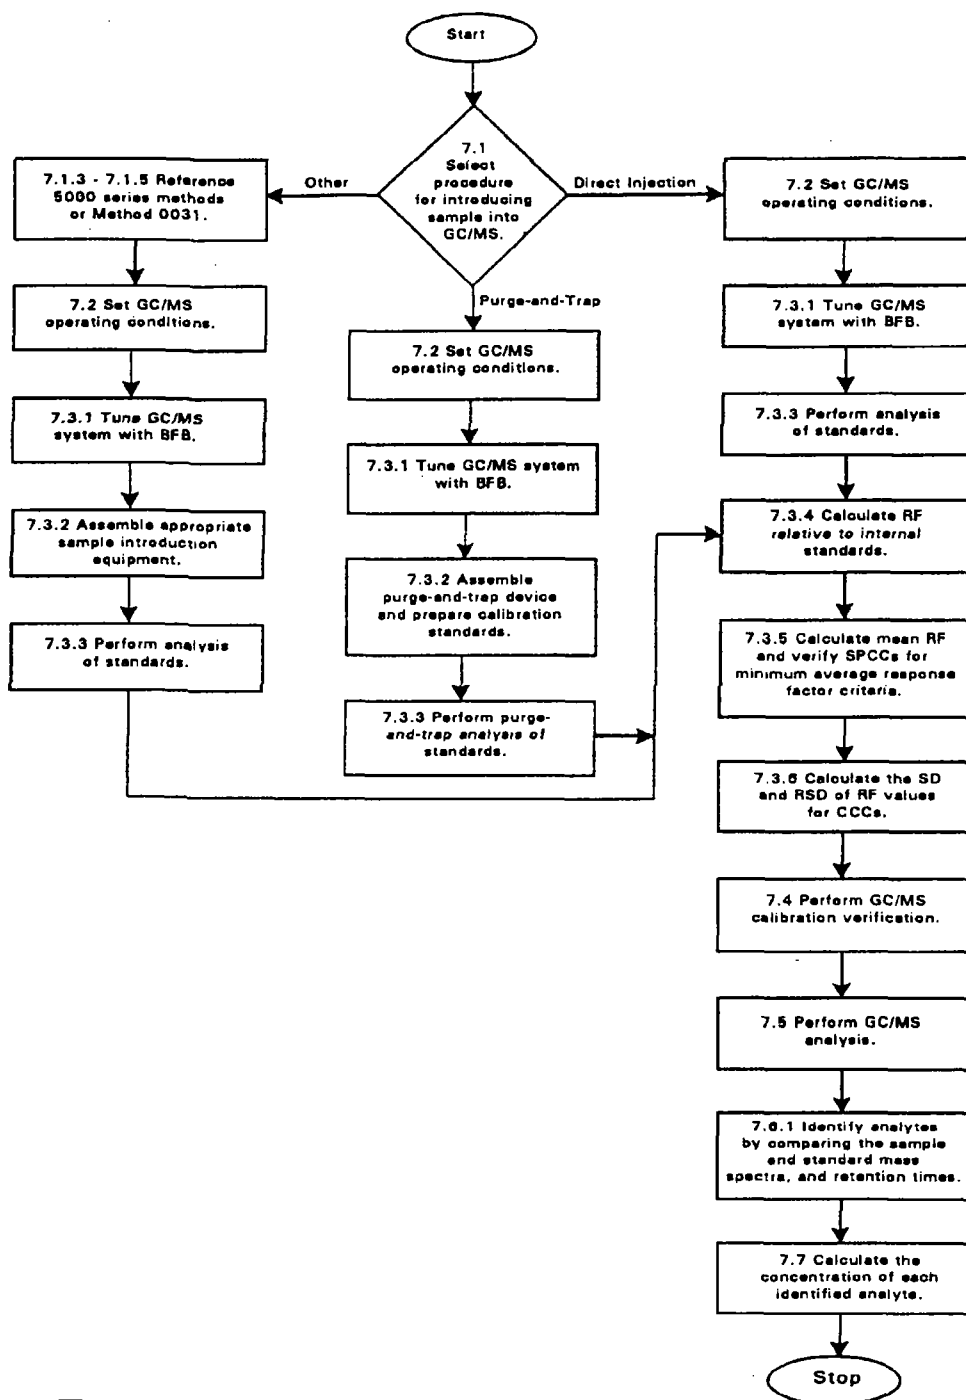 Start
7.1
Select
procedure
for introducing
sample into
GC/MS.
Other
Direct Injection
Purge-and-Trap
7.1.3 - 7.1.5 Reference
5000 series methods
or Method 0031.
7.2 Set GC/MS
operating conditions.
7.3.1 Tune GC/MS
system with BFB.
7.3.2 Assemble appropriate
sample introduction
equipment.
7.3.3 Perform analysis
of standards.
7.2 Set GC/MS
operating conditions.
7.3.1 Tune GC/MS system
with BFB.
7.3.2 Assemble
purge-and-trap device
and prepare calibration
standards.
7.3.3 Perform purge-
and-trap analysis of
standards.
7.2 Set GC/MS
operating conditions.
7.3.1 Tune GC/MS
system with BFB.
7.3.3 Perform analysis
of standards.
7.3.4 Calculate RF
relative to internal
standards.
7.3.5 Calculate mean RF
and verify SPCCs for
minimum average response
factor criteria.
7.3.6 Calculate the SD
and RSD of RF values
for CCCs.
7.4 Perform GC/MS
calibration verification.
7.5 Perform GC/MS
analysis.
7.6.1 Identify analytes
by comparing the sample
and standard mass
spectra, and retention times.
7.7 Calculate the
concentration of each
identified analyte.
Stop